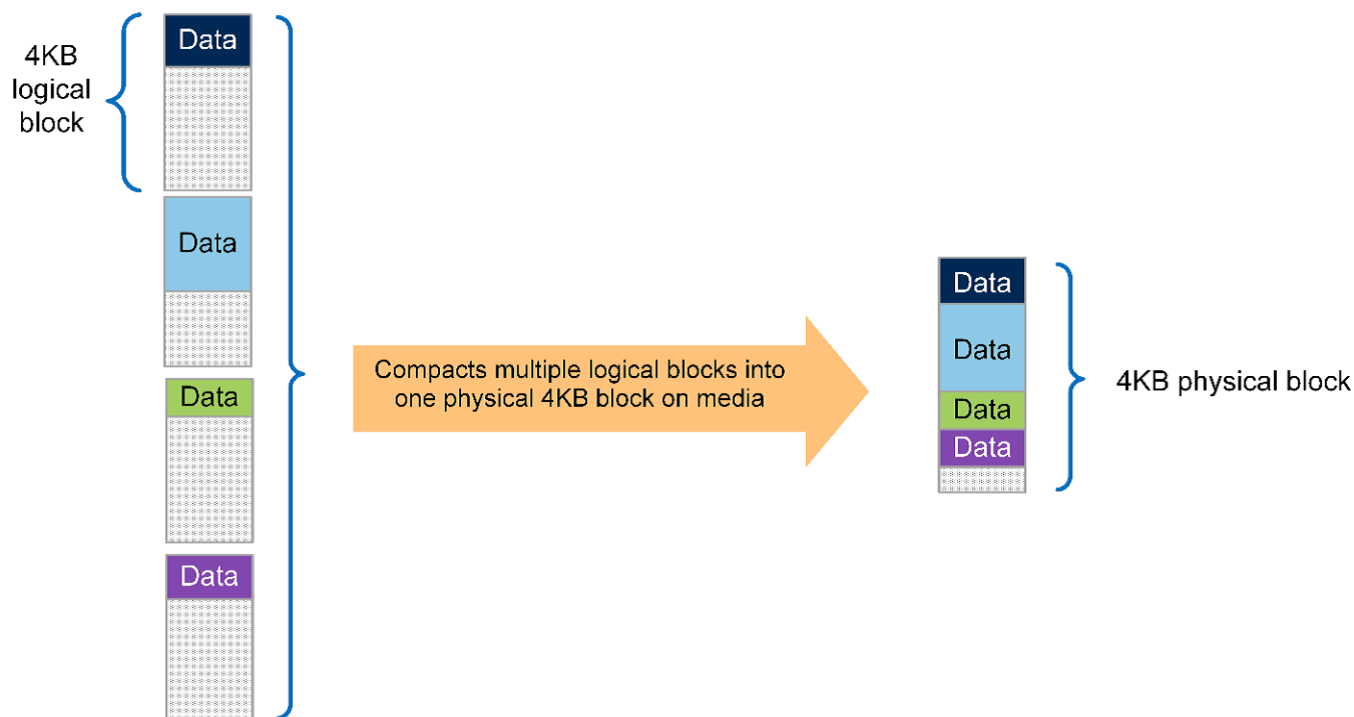 4KB
logical
block
Data
Data
Data
Data
Compacts multiple logical blocks into
one physical 4KB block on media
Data
Data
Data
Data
4KB physical block